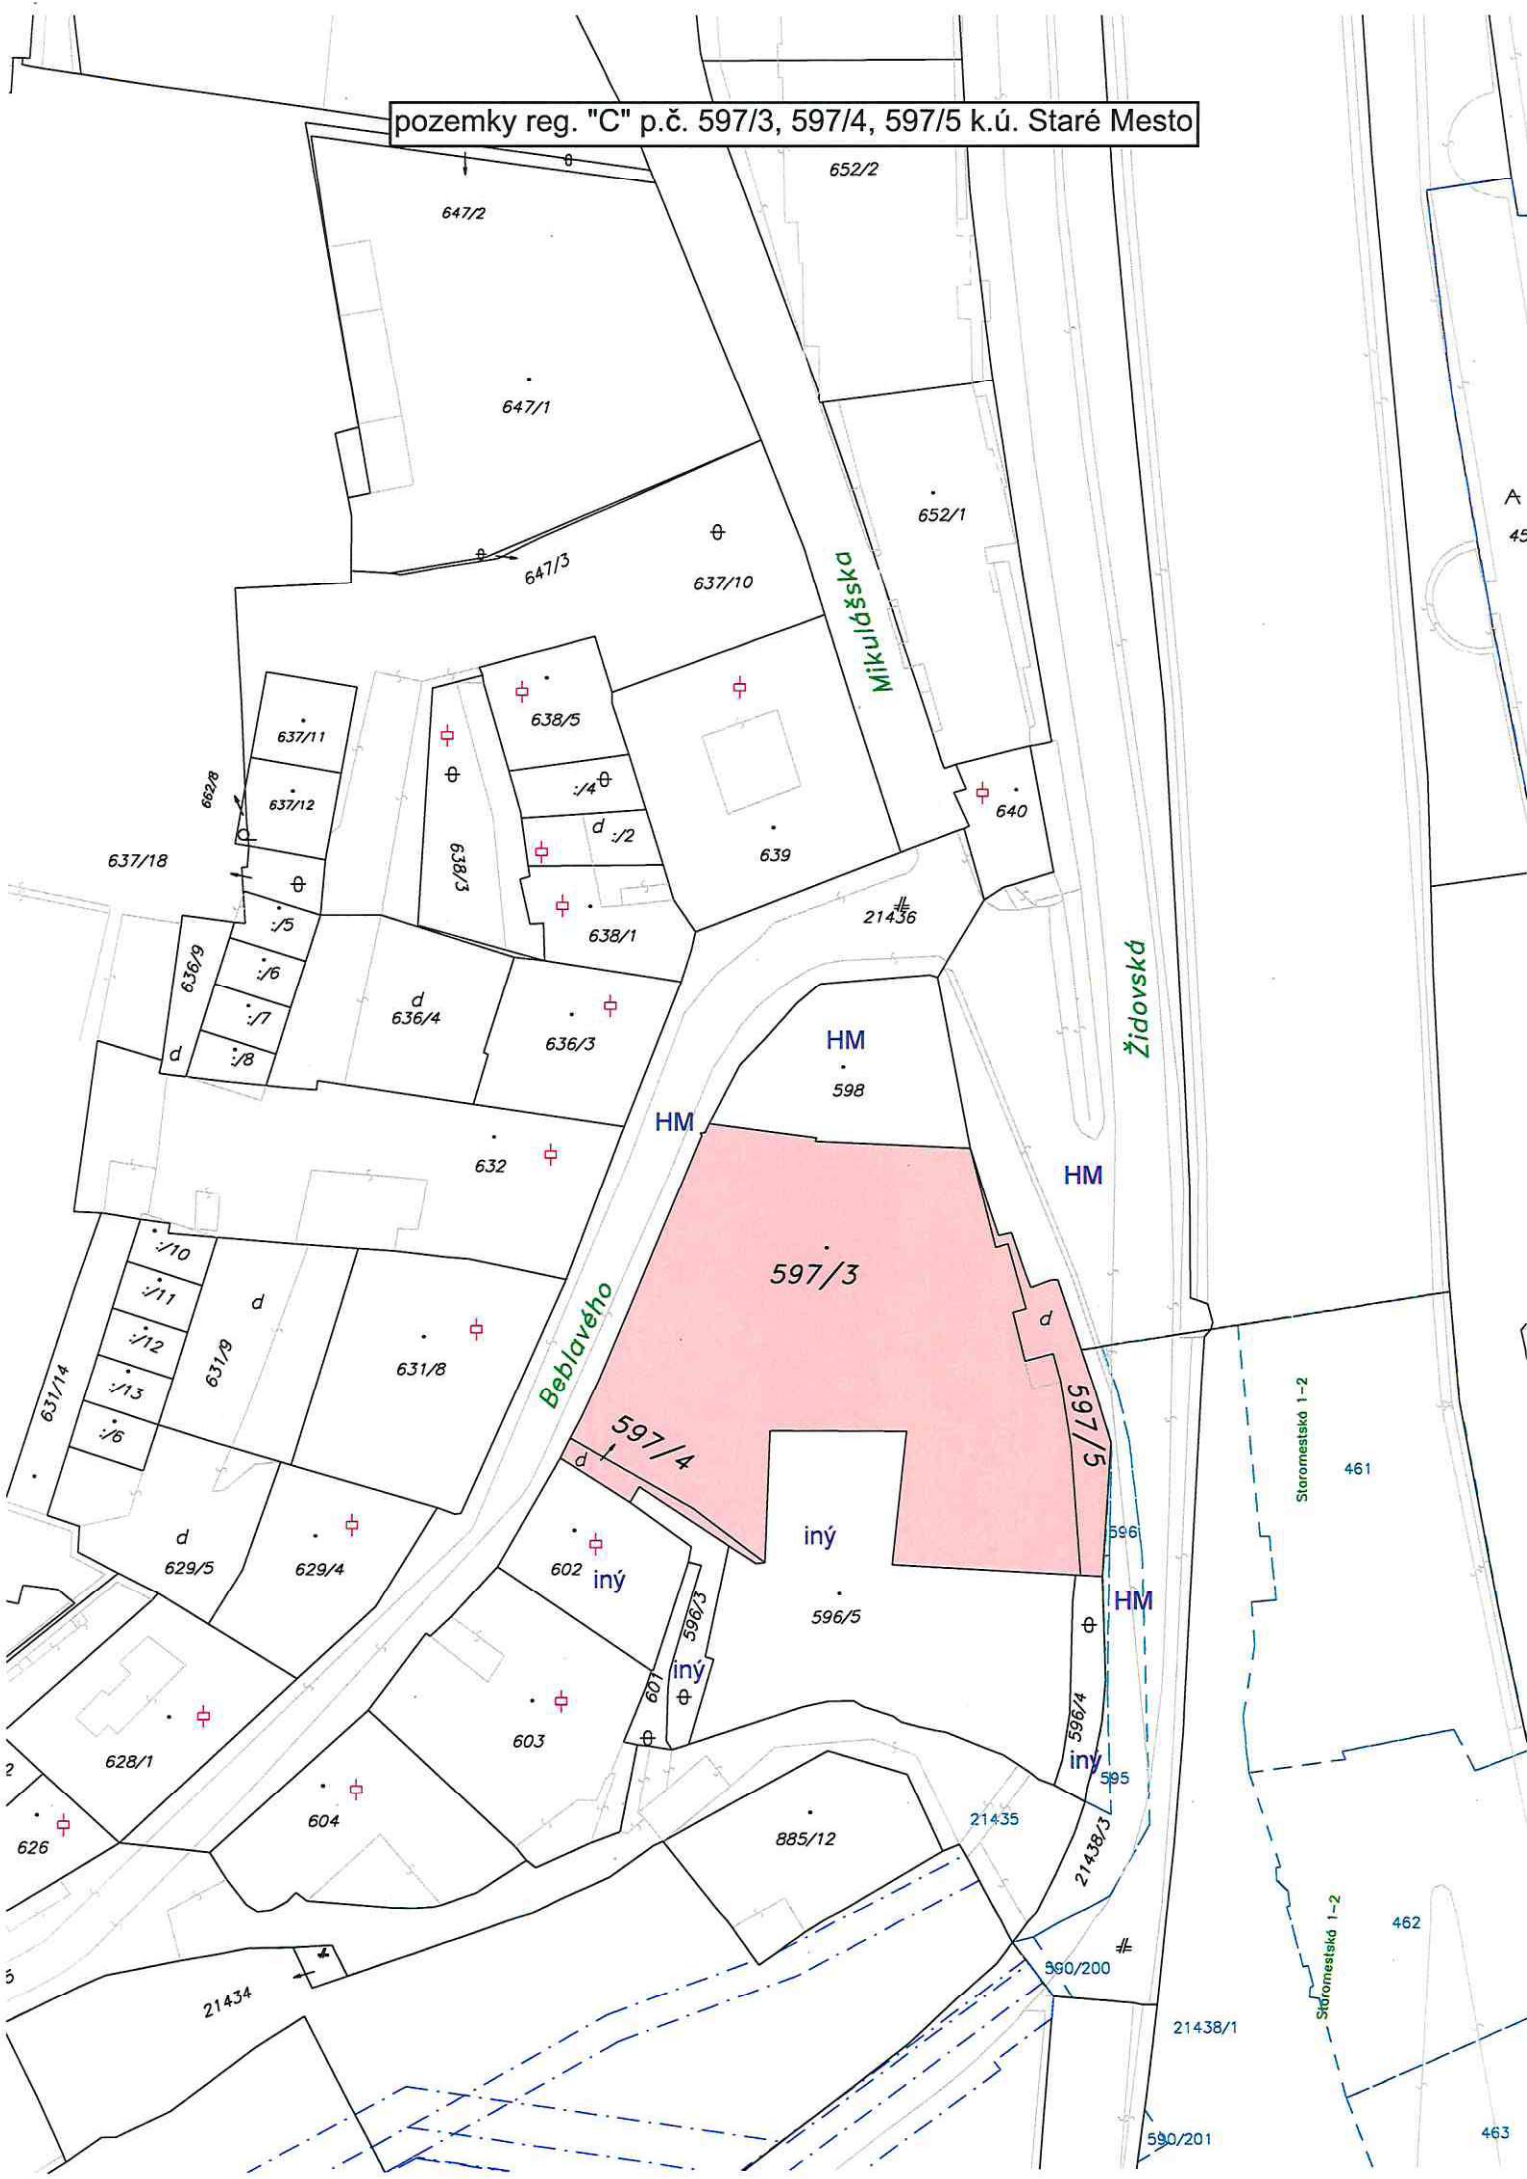 pozemky reg. "C" p.č. 597/3, 597/4, 597/5 k.ú. Staré Mesto
652/2
647/2
647/1
652/1
A
45
647/3
637/10
Mikulášska
638/5
637/11
:/4
662/8
637/12
640
d :/2
637/18
638/3
639
21436
:/5
638/1
636/9
:/6
Židovská
d
636/4
:/7
636/3
HM
d
:/8
598
HM
632
HM
:/10
597/3
:/11
d
d
:/12
631/9
Beblavého
631/8
:/13
631/14
597/5
Staromestská 1-2
:/6
597/4
461
d
596
d
iný
629/5
629/4
602
iný
HM
596/3
596/5
iný
601
596/4
603
628/1
iný
595
2
604
21435
626
885/12
21438/3
462
Staromestská 1-2
590/200
5
21434
21438/1
590/201
463